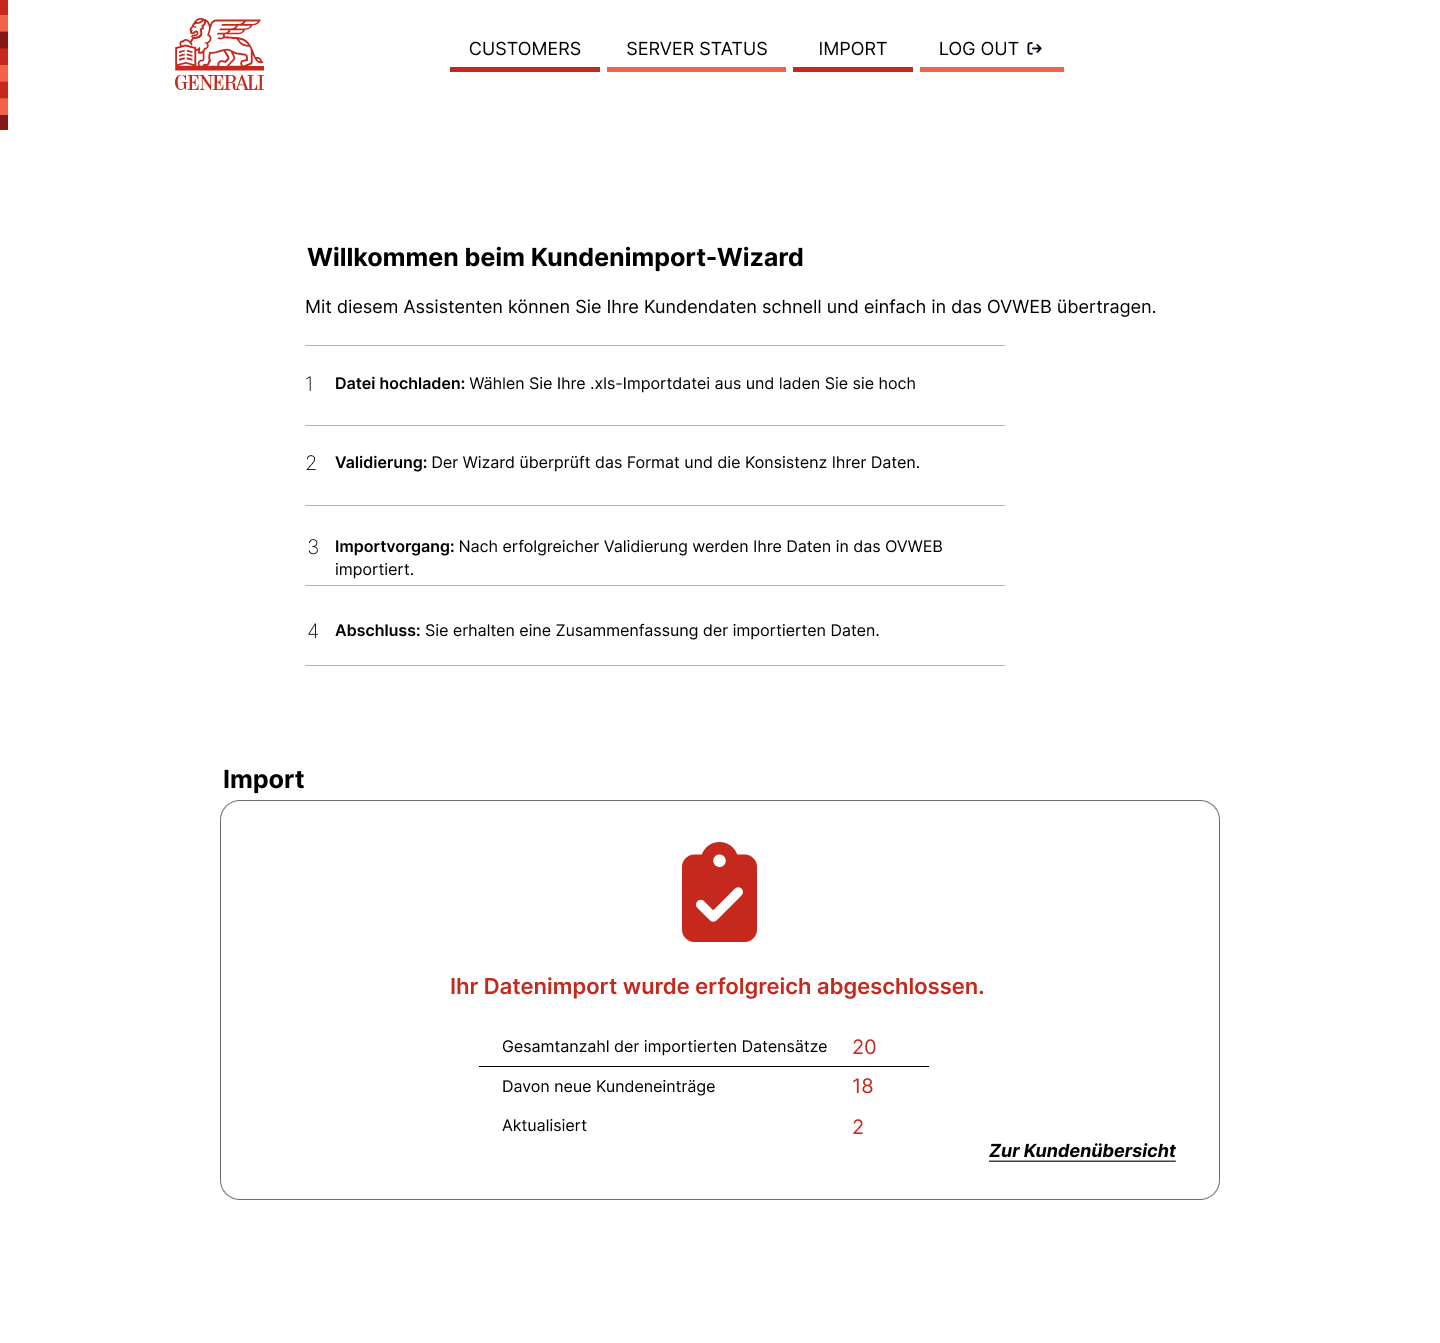 GENERALI
CUSTOMERS SERVER STATUS IMPORT LOG OUT
Willkommen beim Kundenimport-Wizard
Mit diesem Assistenten können Sie Ihre Kundendaten schnell und einfach in das OVWEB übertragen.
1 Datei hochladen: Wählen Sie Ihre .xls-Importdatei aus und laden Sie sie hoch
2 Validierung: Der Wizard überprüft das Format und die Konsistenz Ihrer Daten.
3 Importvorgang: Nach erfolgreicher Validierung werden Ihre Daten in das OVWEB
importiert.
4 Abschluss: Sie erhalten eine Zusammenfassung der importierten Daten.
Import
Ihr Datenimport wurde erfolgreich abgeschlossen.
Gesamtanzahl der importierten Datensätze 20
Davon neue Kundeneinträge 18
Aktualisiert 2
Zur Kundenübersicht